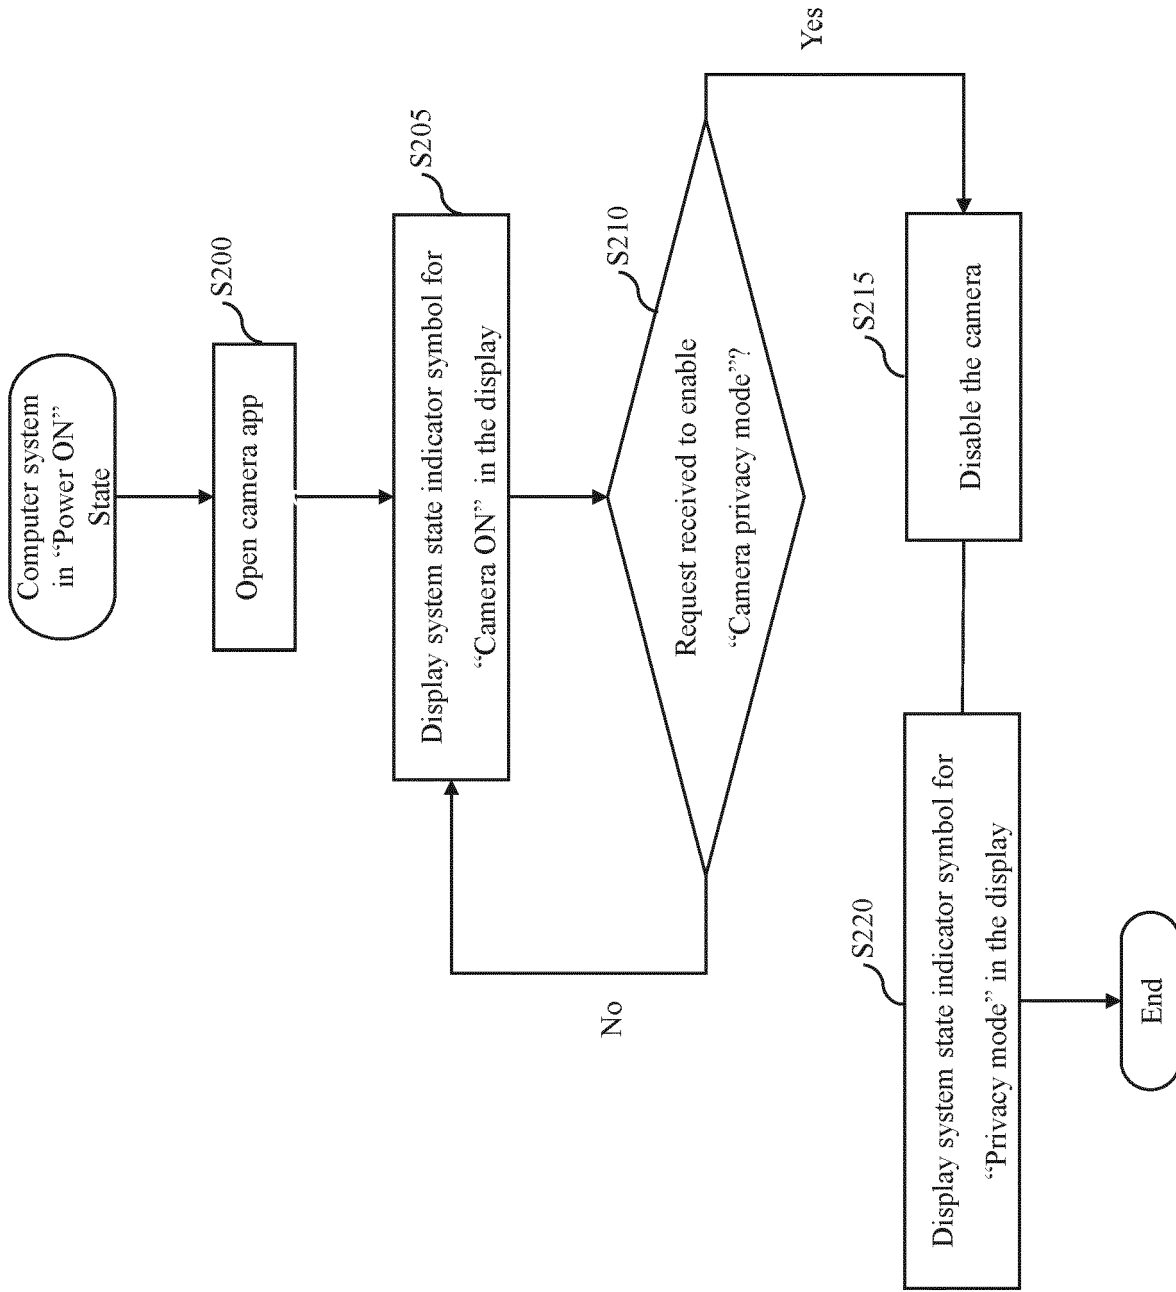 Computer system
in “Power ON”
State
S200
Open camera app
S205
Display system state indicator symbol for
“Camera ON” in the display
S210
Request received to enable
“Camera privacy mode”?
No
Yes
S215
Disable the camera
S220
Display system state indicator symbol for
“Privacy mode” in the display
End